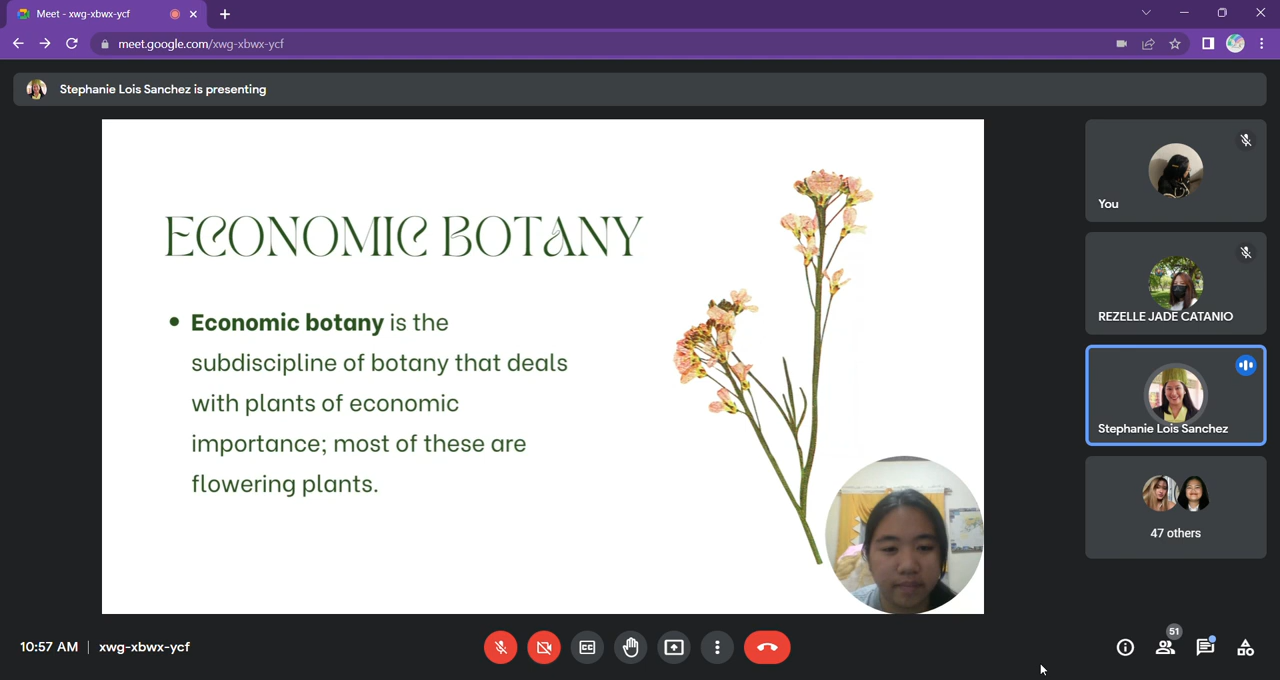 Meet - xwg-xbwx-ycf
meet.google.com/xwg-xbwx-ycf
Stephanie Lois Sanchez is presenting
ECONOMIC BOTANY
• Economic botany is the
subdiscipline of botany that deals
with plants of economic
importance; most of these are
flowering plants.
You
REZELLE JADE CATANIO
Stephanie Lois Sanchez
47 others
10:57 AM | xwg-xbwx-ycf
CC
51